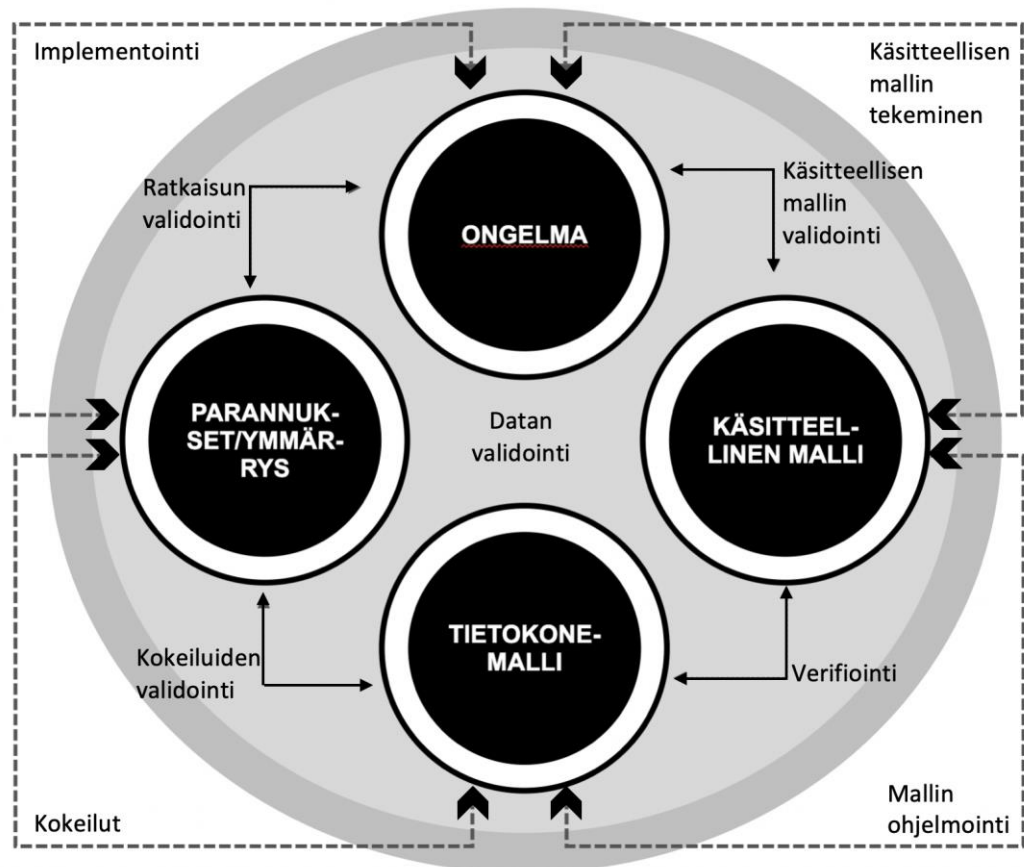 Implementointi
Käsitteellisen
mallin
tekeminen
Ratkaisun
validointi
Käsitteellisen
mallin
validointi
ONGELMA
PARANNUK-
SET/YMMÄR-
RYS
Datan
validointi
KÄSITTEEL-
LINEN MALLI
TIETOKONE-
MALLI
Kokeiluiden
validointi
Verifiointi
Kokeilut
Mallin
ohjelmointi